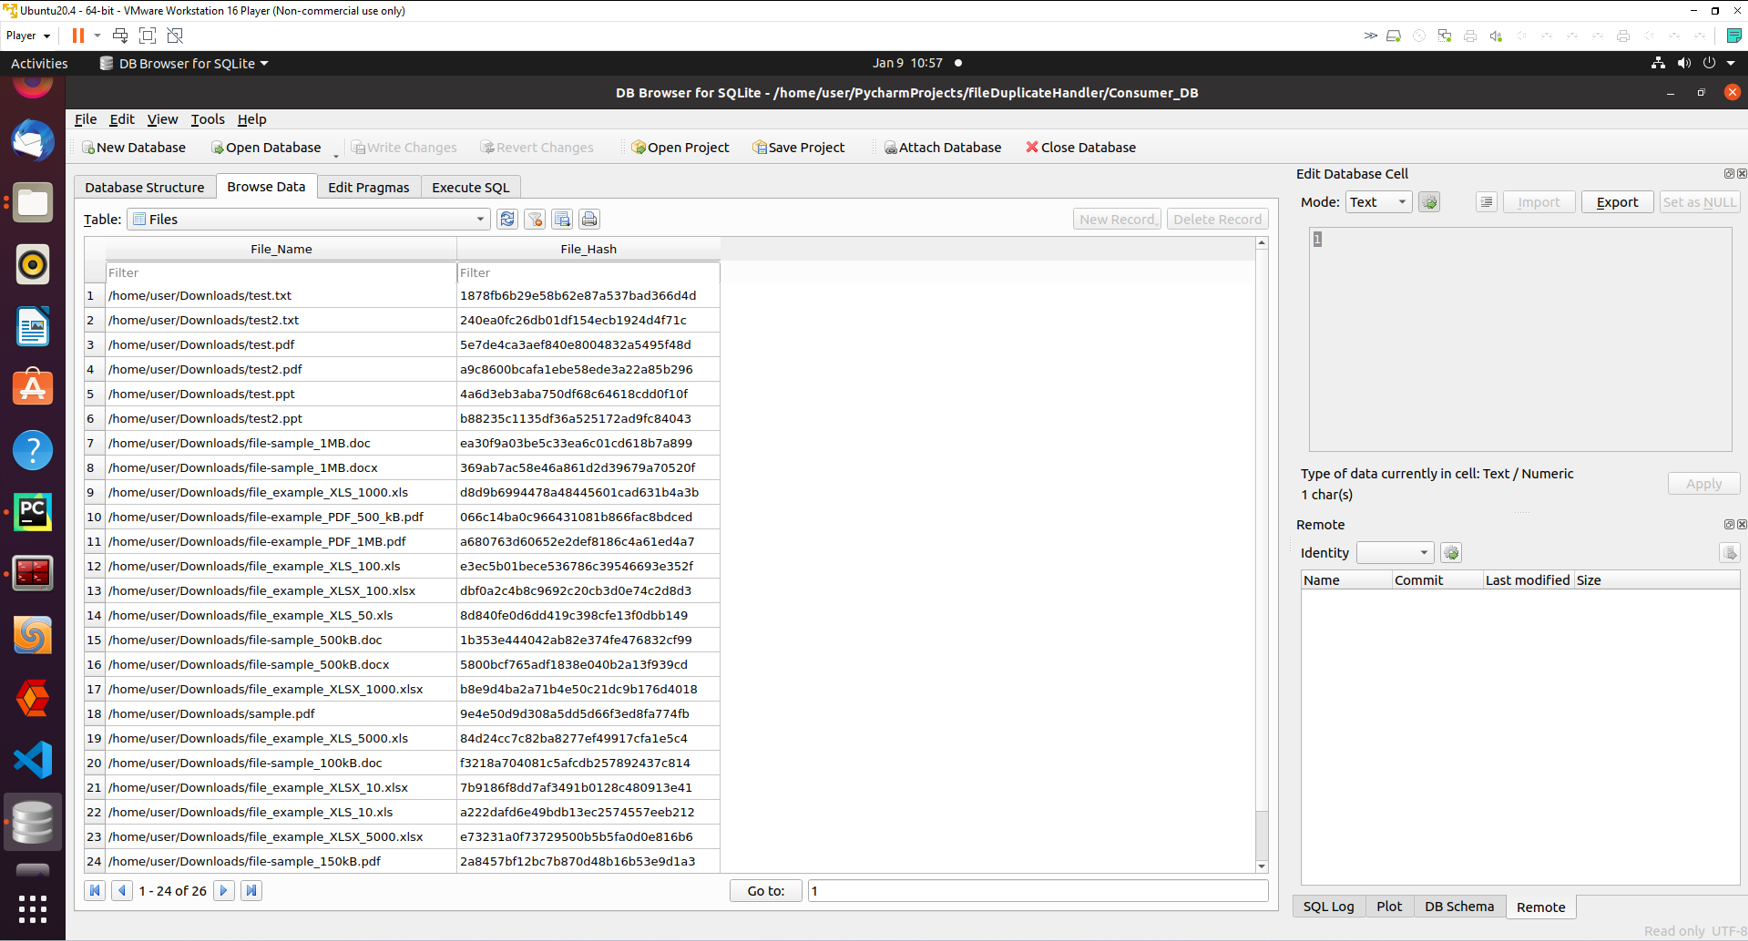 Ubuntu20.4 - 64-bit - VMware Workstation 16 Player (Non-commercial use only)
Player
Activities
DB Browser for SQLite
Jan 9 10:57
DB Browser for SQLite - /home/user/PycharmProjects/fileDuplicateHandler/Consumer_DB
File Edit View Tools Help
New Database Open Database Write Changes Revert Changes Open Project Save Project Attach Database Close Database
Database Structure Browse Data Edit Pragmas Execute SQL
Table: Files New Record Delete Record
File_Name File_Hash
Filter Filter
1 /home/user/Downloads/test.txt 1878fb6b29e58b62e87a537bad366d4d
2 /home/user/Downloads/test2.txt 240ea0fc26db01df154ecb1924d4f71c
3 /home/user/Downloads/test.pdf 5e7de4ca3aef840e8004832a5495f48d
4 /home/user/Downloads/test2.pdf a9c8600bcafa1ebe58ede3a22a85b296
5 /home/user/Downloads/test.ppt 4a6d3eb3aba750df68c64618cdd0f10f
6 /home/user/Downloads/test2.ppt b88235c1135df36a525172ad9fc84043
7 /home/user/Downloads/file-sample_1MB.doc ea30f9a03be5c33ea6c01cd618b7a899
8 /home/user/Downloads/file-sample_1MB.docx 369ab7ac58e46a861d2d39679a70520f
9 /home/user/Downloads/file_example_XLS_1000.xls d8d9b6994478a48445601cad631b4a3b
10 /home/user/Downloads/file-example_PDF_500_kB.pdf 066c14ba0c966431081b866fac8bdced
11 /home/user/Downloads/file-example_PDF_1MB.pdf a680763d60652e2def8186c4a61ed4a7
12 /home/user/Downloads/file_example_XLS_100.xls e3ec5b01bece536786c39546693e352f
13 /home/user/Downloads/file_example_XLSX_100.xlsx dbf0a2c4b8c9692c20cb3d0e74c2d8d3
14 /home/user/Downloads/file_example_XLS_50.xls 8d840fe0d6dd419c398cfe13f0dbb149
15 /home/user/Downloads/file-sample_500kB.doc 1b353e444042ab82e374fe476832cf99
16 /home/user/Downloads/file-sample_500kB.docx 5800bcf765adf1838e040b2a13f939cd
17 /home/user/Downloads/file_example_XLSX_1000.xlsx b8e9d4ba2a71b4e50c21dc9b176d4018
18 /home/user/Downloads/sample.pdf 9e4e50d9d308a5dd5d66f3ed8fa774fb
19 /home/user/Downloads/file_example_XLS_5000.xls 84d24cc7c82ba8277ef49917cfa1e5c4
20 /home/user/Downloads/file-sample_100kB.doc f3218a704081c5afcdb257892437c814
21 /home/user/Downloads/file_example_XLSX_10.xlsx 7b9186f8dd7af3491b0128c480913e41
22 /home/user/Downloads/file_example_XLS_10.xls a222dafd6e49bdb13ec2574557eeb212
23 /home/user/Downloads/file_example_XLSX_5000.xlsx e73231a0f73729500b5b5fa0d0e816b6
24 /home/user/Downloads/file-sample_150kB.pdf 2a8457bf12bc7b870d48b16b53e9d1a3
1 - 24 of 26 Go to: 1
Edit Database Cell
Mode: Text Import Export Set as NULL
1
Type of data currently in cell: Text / Numeric
1 char(s)
Apply
Remote
Identity
Name Commit Last modified Size
SQL Log Plot DB Schema Remote
Read only UTF-8
PC